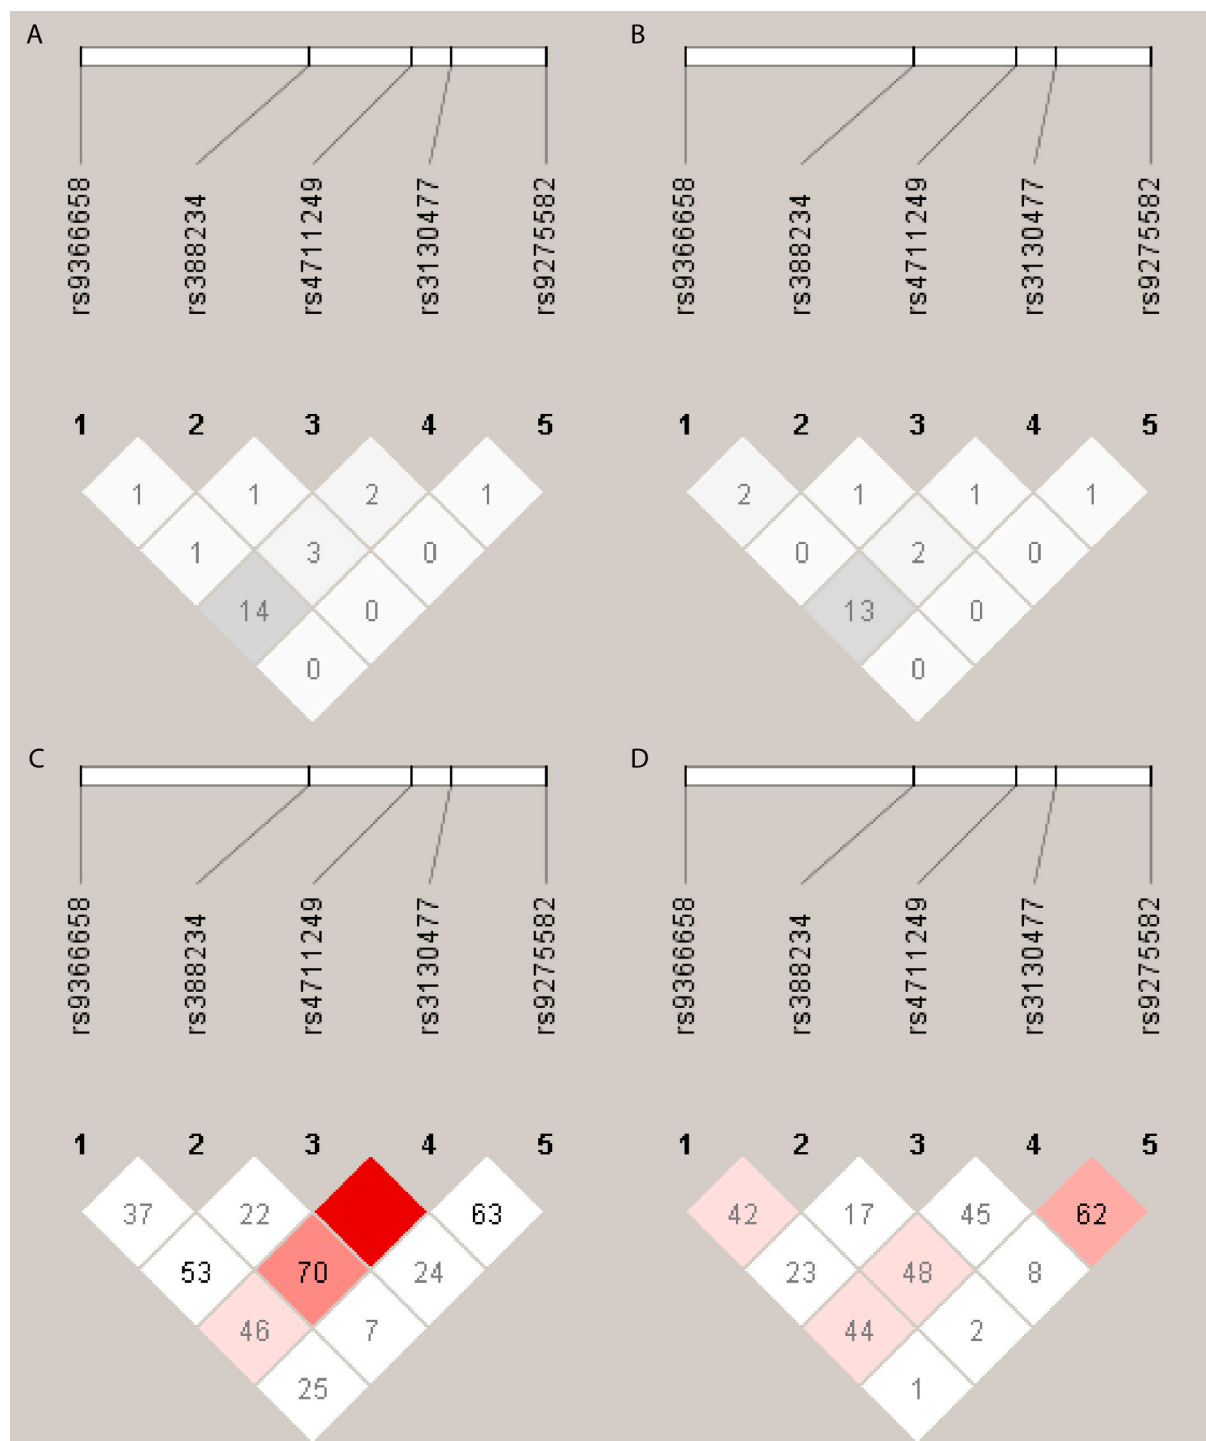 A
rs9366658
rs388234
rs4711249
rs3130477
rs9275582
1 2 3 4 5
1 1 2 1
1 3 0
14 0
0
B
rs9366658
rs388234
rs4711249
rs3130477
rs9275582
1 2 3 4 5
2 1 1 1
0 2 0
13 0
0
C
rs9366658
rs388234
rs4711249
rs3130477
rs9275582
1 2 3 4 5
37 22 63
53 70 24
46 7
25
D
rs9366658
rs388234
rs4711249
rs3130477
rs9275582
1 2 3 4 5
42 17 45 62
23 48 8
44 2
1